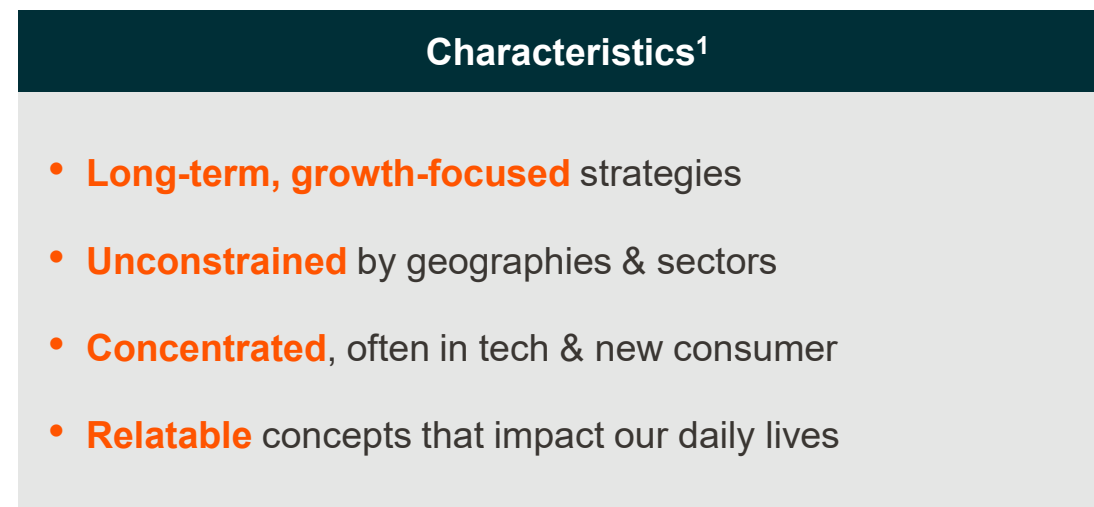 Characteristics¹
• Long-term, growth-focused strategies
• Unconstrained by geographies & sectors
• Concentrated, often in tech & new consumer
• Relatable concepts that impact our daily lives